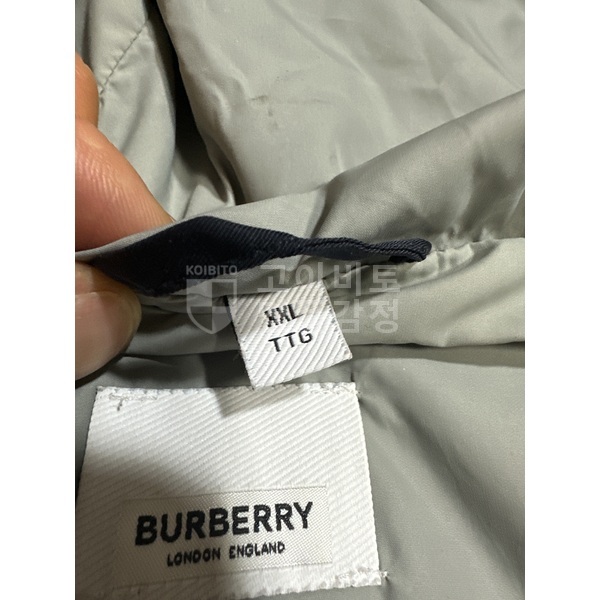 KOIBITO
고이비토
감정
XXL
TTG
BURBERRY
LONDON ENGLAND